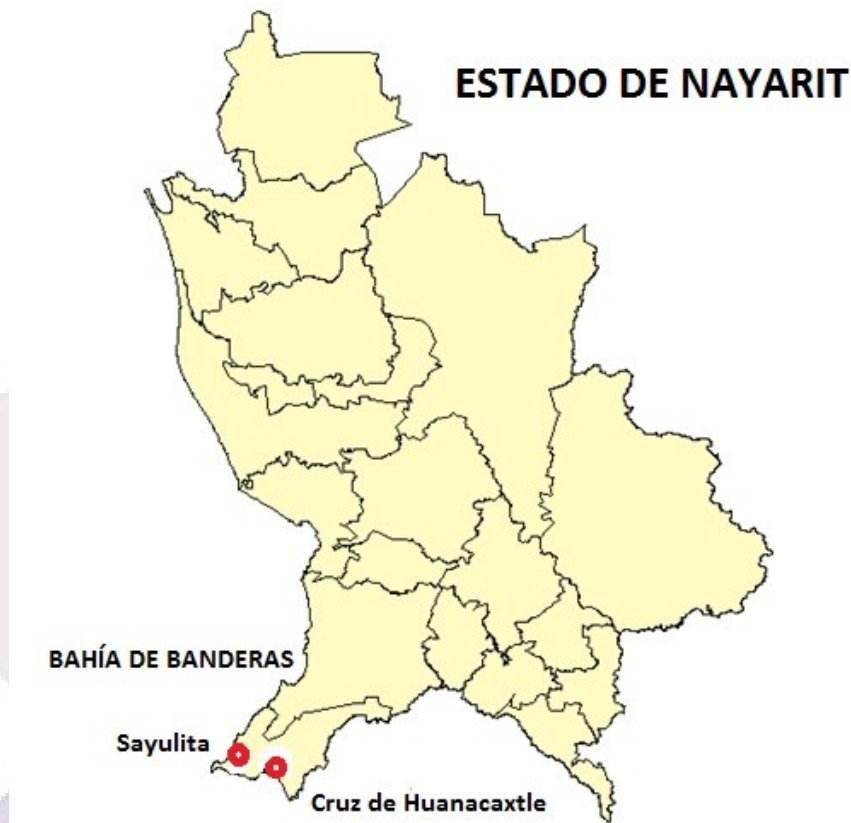 ESTADO DE NAYARIT
BAHÍA DE BANDERAS
Sayulita
Cruz de Huanacaxtle